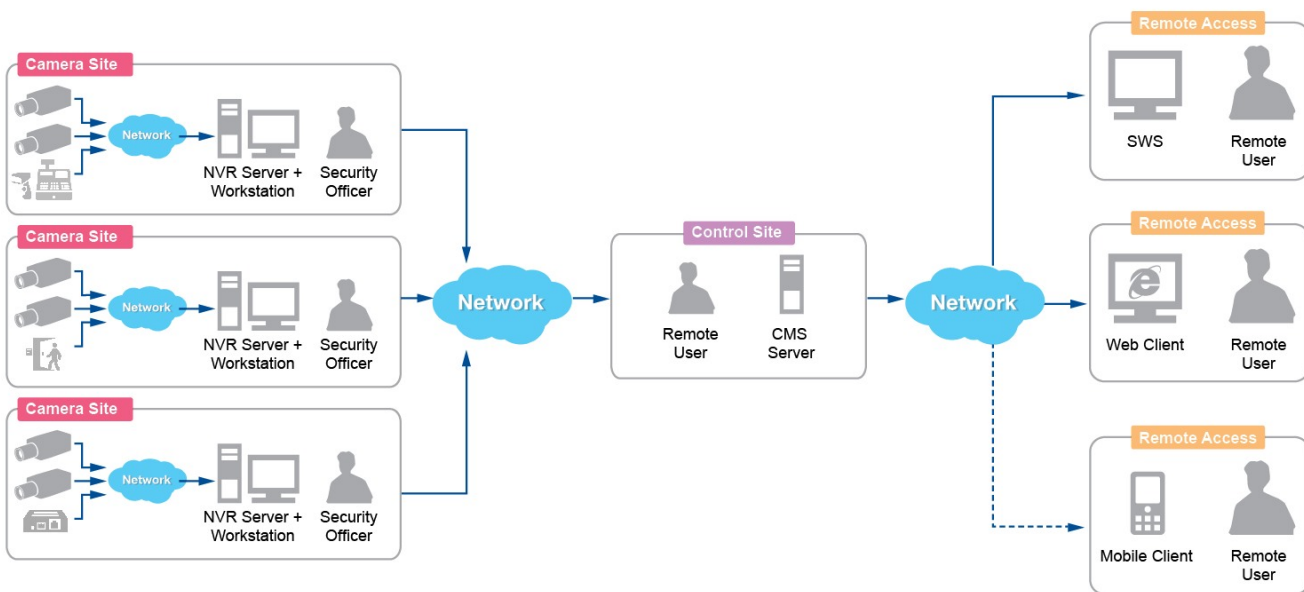 Camera Site
Network
NVR Server +
Workstation
Security
Officer
Camera Site
Network
NVR Server +
Workstation
Security
Officer
Camera Site
Network
NVR Server +
Workstation
Security
Officer
Network
Control Site
Remote
User
CMS
Server
Network
Remote Access
SWS
Remote
User
Remote Access
Web Client
Remote
User
Remote Access
Mobile Client
Remote
User